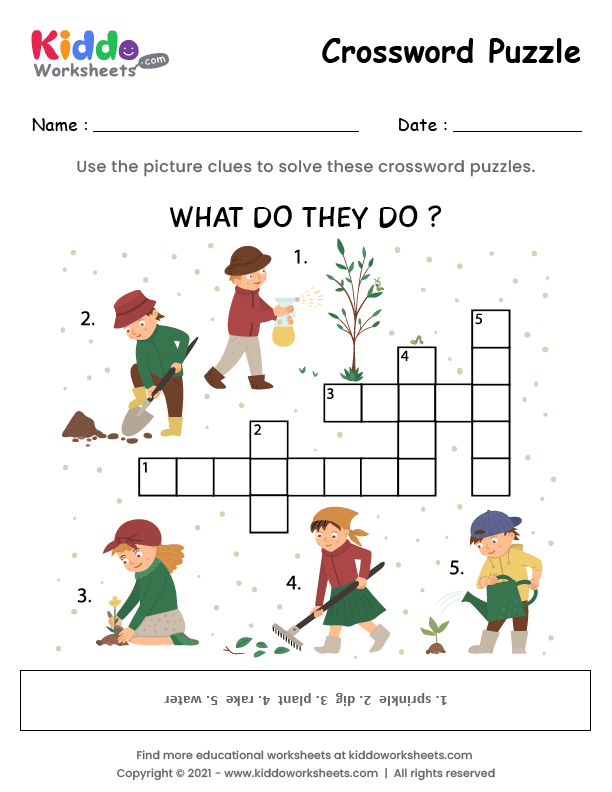 Kiddo
Worksheets.com
Crossword Puzzle
Name :
Date :
Use the picture clues to solve these crossword puzzles.
WHAT DO THEY DO ?
1.
2.
5
4
3
2
1
3.
4.
5.
1. sprinkle 2. dig 3. plant 4. rake 5. water
Find more educational worksheets at kiddoworksheets.com
Copyright © 2021 - www.kiddoworksheets.com | All rights reserved